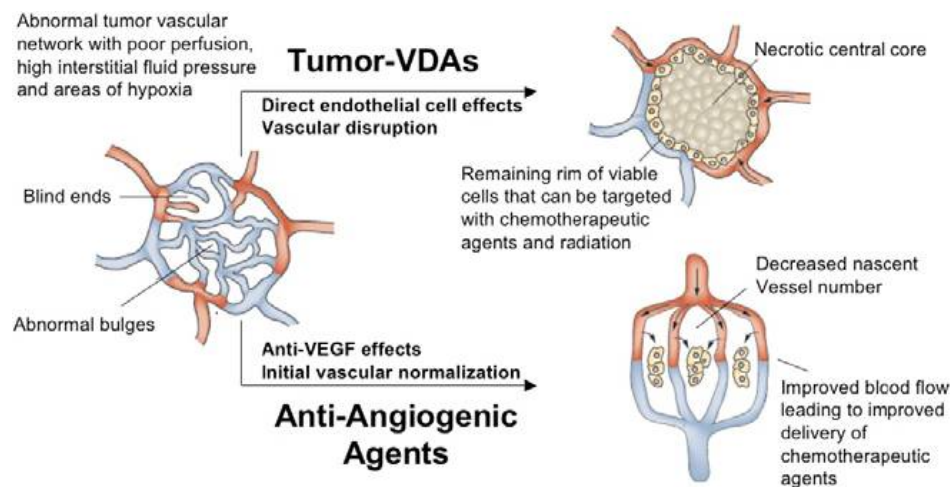 Abnormal tumor vascular
network with poor perfusion,
high interstitial fluid pressure
and areas of hypoxia
Tumor-VDAs
Direct endothelial cell effects
Vascular disruption
Necrotic central core
Blind ends
Remaining rim of viable
cells that can be targeted
with chemotherapeutic
agents and radiation
Abnormal bulges
Decreased nascent
Vessel number
Anti-VEGF effects
Initial vascular normalization
Anti-Angiogenic
Agents
Improved blood flow
leading to improved
delivery of
chemotherapeutic
agents